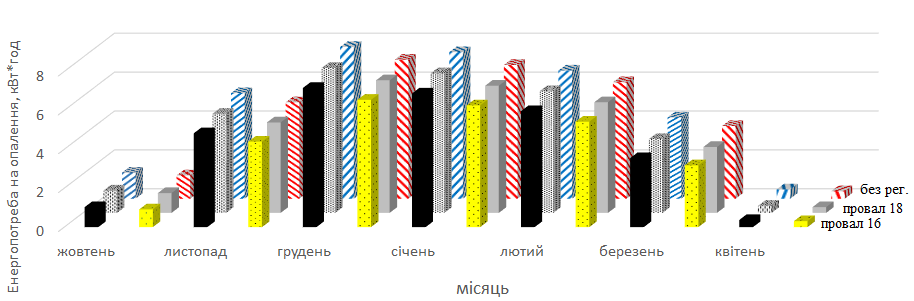 Енергопотреба на опалення, кВт*год
8
6
4
2
0
жовтень
листопад
грудень
січень
лютий
березень
квітень
без рег.
провал 18
провал 16
місяць